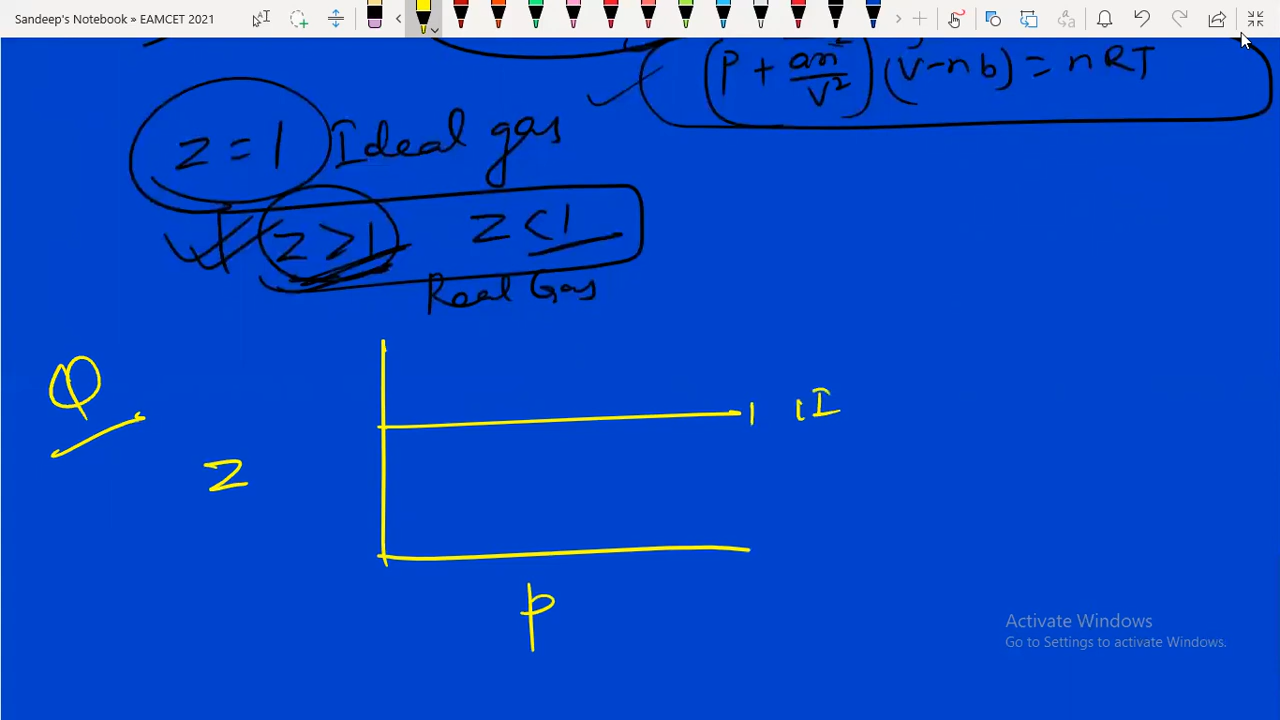 Sandeep's Notebook » EAMCET 2021
(P + an²/V²) (V-nb) = nRT
z = 1 Ideal gas
z > 1 z < 1
Real Gas
Q
1 I
Z
P
Activate Windows
Go to Settings to activate Windows.